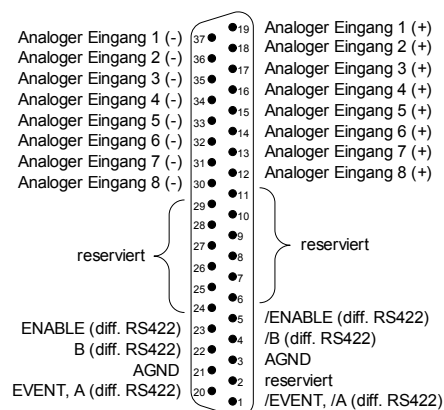 Analoger Eingang 1 (-) 37 19 Analoger Eingang 1 (+)
Analoger Eingang 2 (-) 36 18 Analoger Eingang 2 (+)
Analoger Eingang 3 (-) 35 17 Analoger Eingang 3 (+)
Analoger Eingang 4 (-) 34 16 Analoger Eingang 4 (+)
Analoger Eingang 5 (-) 33 15 Analoger Eingang 5 (+)
Analoger Eingang 6 (-) 32 14 Analoger Eingang 6 (+)
Analoger Eingang 7 (-) 31 13 Analoger Eingang 7 (+)
Analoger Eingang 8 (-) 30 12 Analoger Eingang 8 (+)
29 11
28 10
27 9
reserviert 26 8 reserviert
25 7
24 6
ENABLE (diff. RS422) 23 5 /ENABLE (diff. RS422)
B (diff. RS422) 22 4 /B (diff. RS422)
AGND 21 3 AGND
EVENT, A (diff. RS422) 20 2 reserviert
1 /EVENT, /A (diff. RS422)